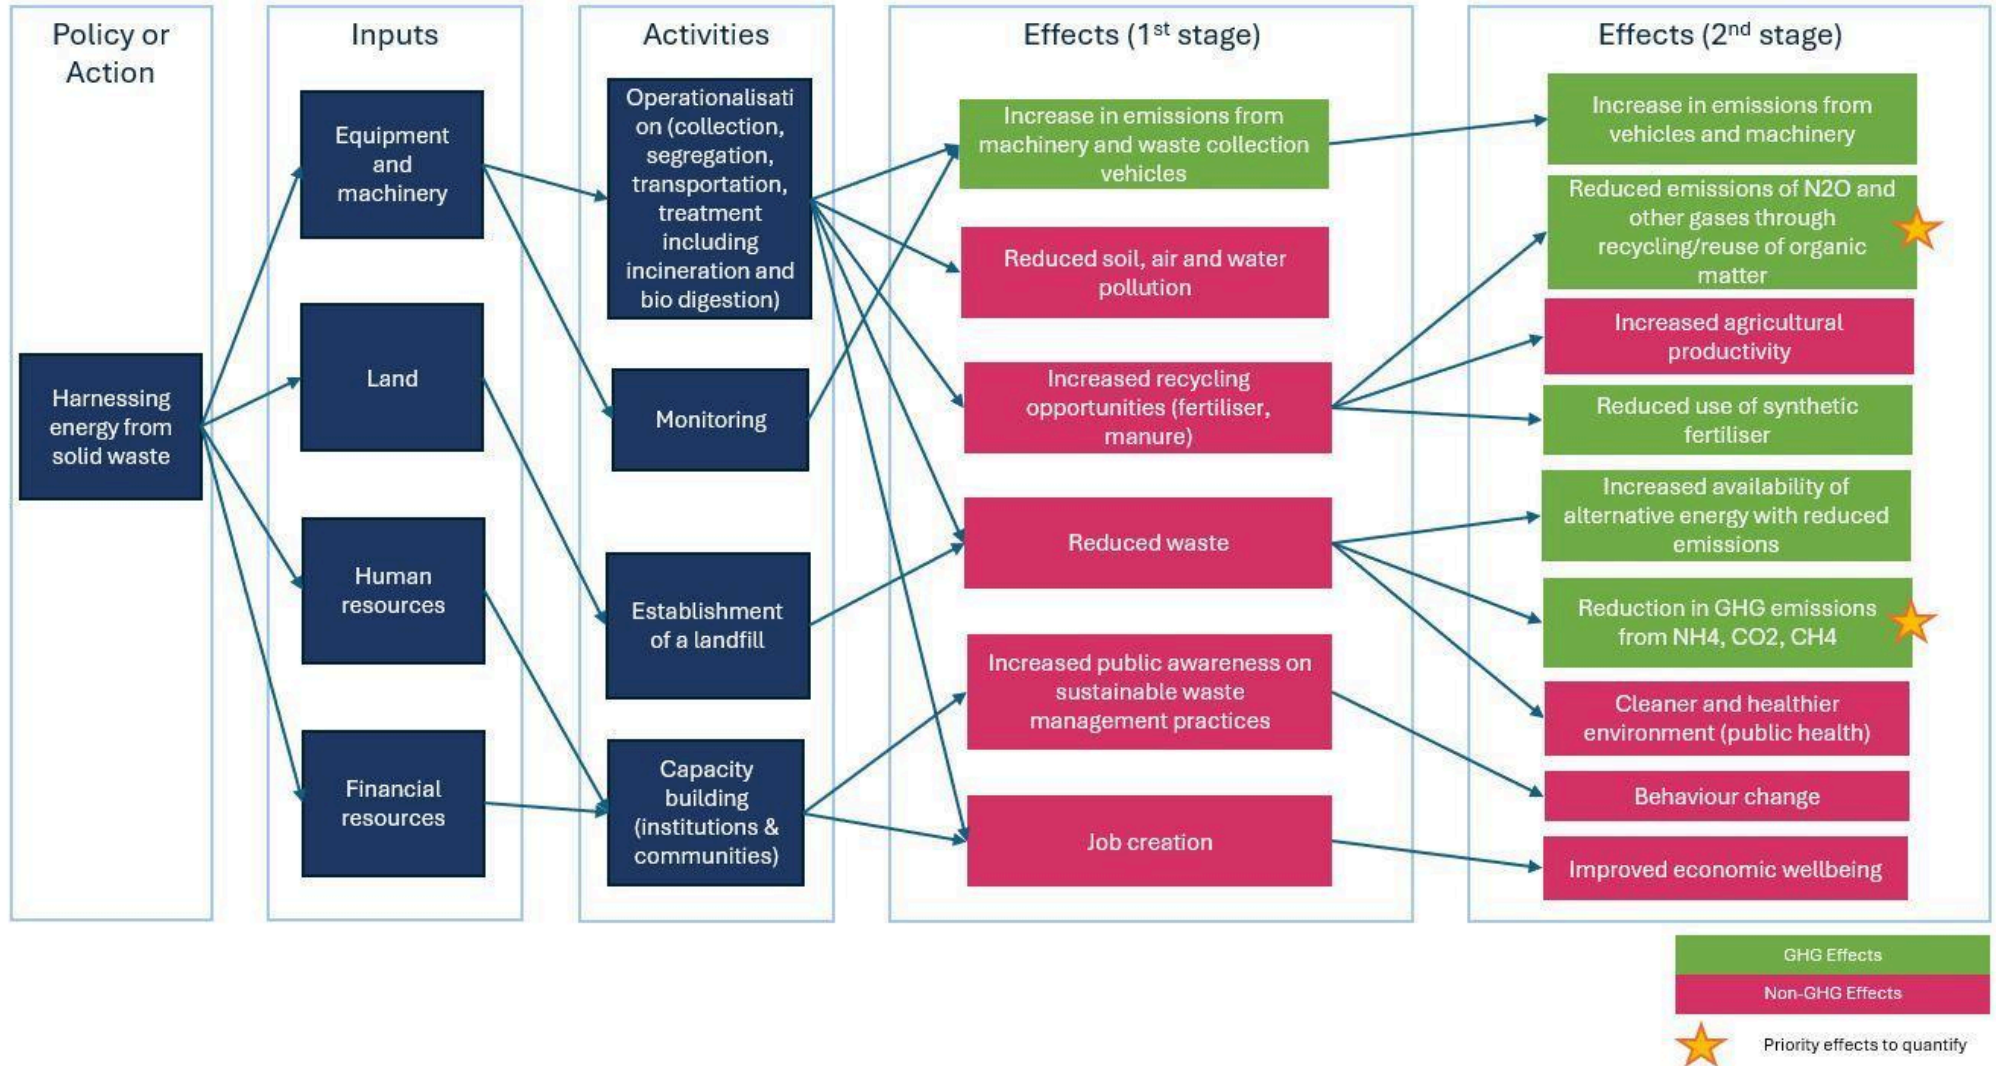 Policy or
Action
Harnessing
energy from
solid waste
Inputs
Equipment
and
machinery
Land
Human
resources
Financial
resources
Activities
Operationalisati
on (collection,
segregation,
transportation,
treatment
including
incineration and
bio digestion)
Monitoring
Establishment
of a landfill
Capacity
building
(institutions &
communities)
Effects (1st stage)
Increase in emissions from
machinery and waste collection
vehicles
Reduced soil, air and water
pollution
Increased recycling
opportunities (fertiliser,
manure)
Reduced waste
Increased public awareness on
sustainable waste
management practices
Job creation
Effects (2nd stage)
Increase in emissions from
vehicles and machinery
Reduced emissions of N2O and
other gases through
recycling/reuse of organic
matter
Increased agricultural
productivity
Reduced use of synthetic
fertiliser
Increased availability of
alternative energy with reduced
emissions
Reduction in GHG emissions
from NH4, CO2, CH4
Cleaner and healthier
environment (public health)
Behaviour change
Improved economic wellbeing
GHG Effects
Non-GHG Effects
Priority effects to quantify